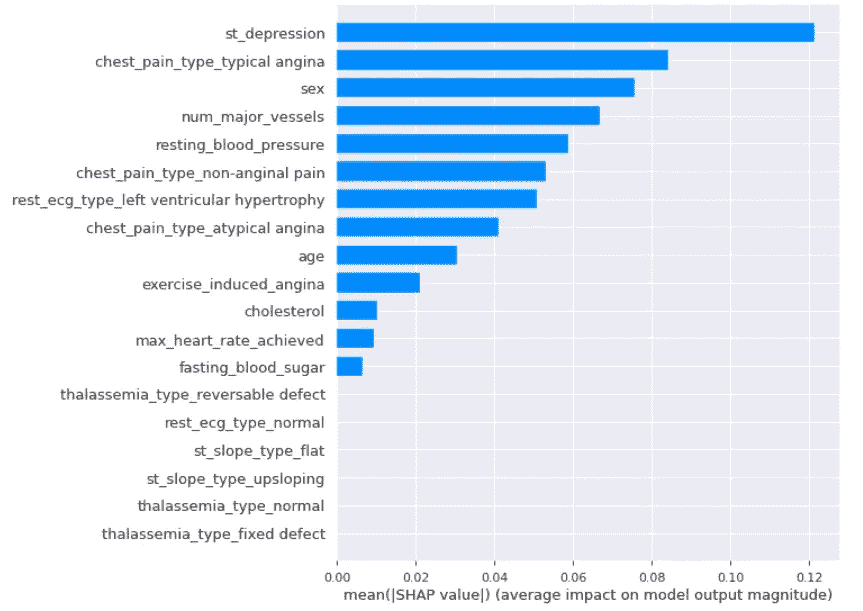 st_depression
chest_pain_type_typical angina
sex
num_major_vessels
resting_blood_pressure
chest_pain_type_non-anginal pain
rest_ecg_type_left ventricular hypertrophy
chest_pain_type_atypical angina
age
exercise_induced_angina
cholesterol
max_heart_rate_achieved
fasting_blood_sugar
thalassemia_type_reversable defect
rest_ecg_type_normal
st_slope_type_flat
st_slope_type_upsloping
thalassemia_type_normal
thalassemia_type_fixed defect
0.00 0.02 0.04 0.06 0.08 0.10 0.12
mean(|SHAP value|) (average impact on model output magnitude)